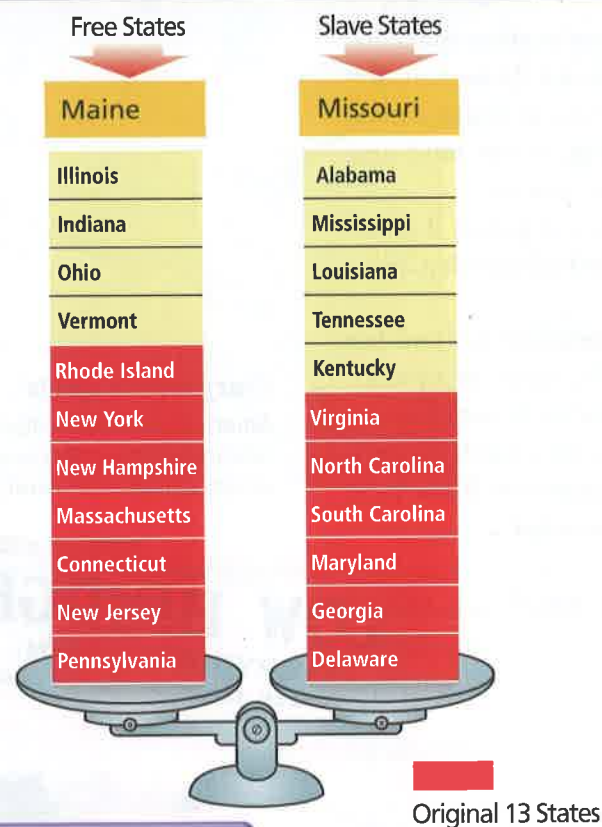 Free States
Slave States
Maine
Missouri
Illinois
Indiana
Ohio
Vermont
Rhode Island
New York
New Hampshire
Massachusetts
Connecticut
New Jersey
Pennsylvania
Alabama
Mississippi
Louisiana
Tennessee
Kentucky
Virginia
North Carolina
South Carolina
Maryland
Georgia
Delaware
Original 13 States